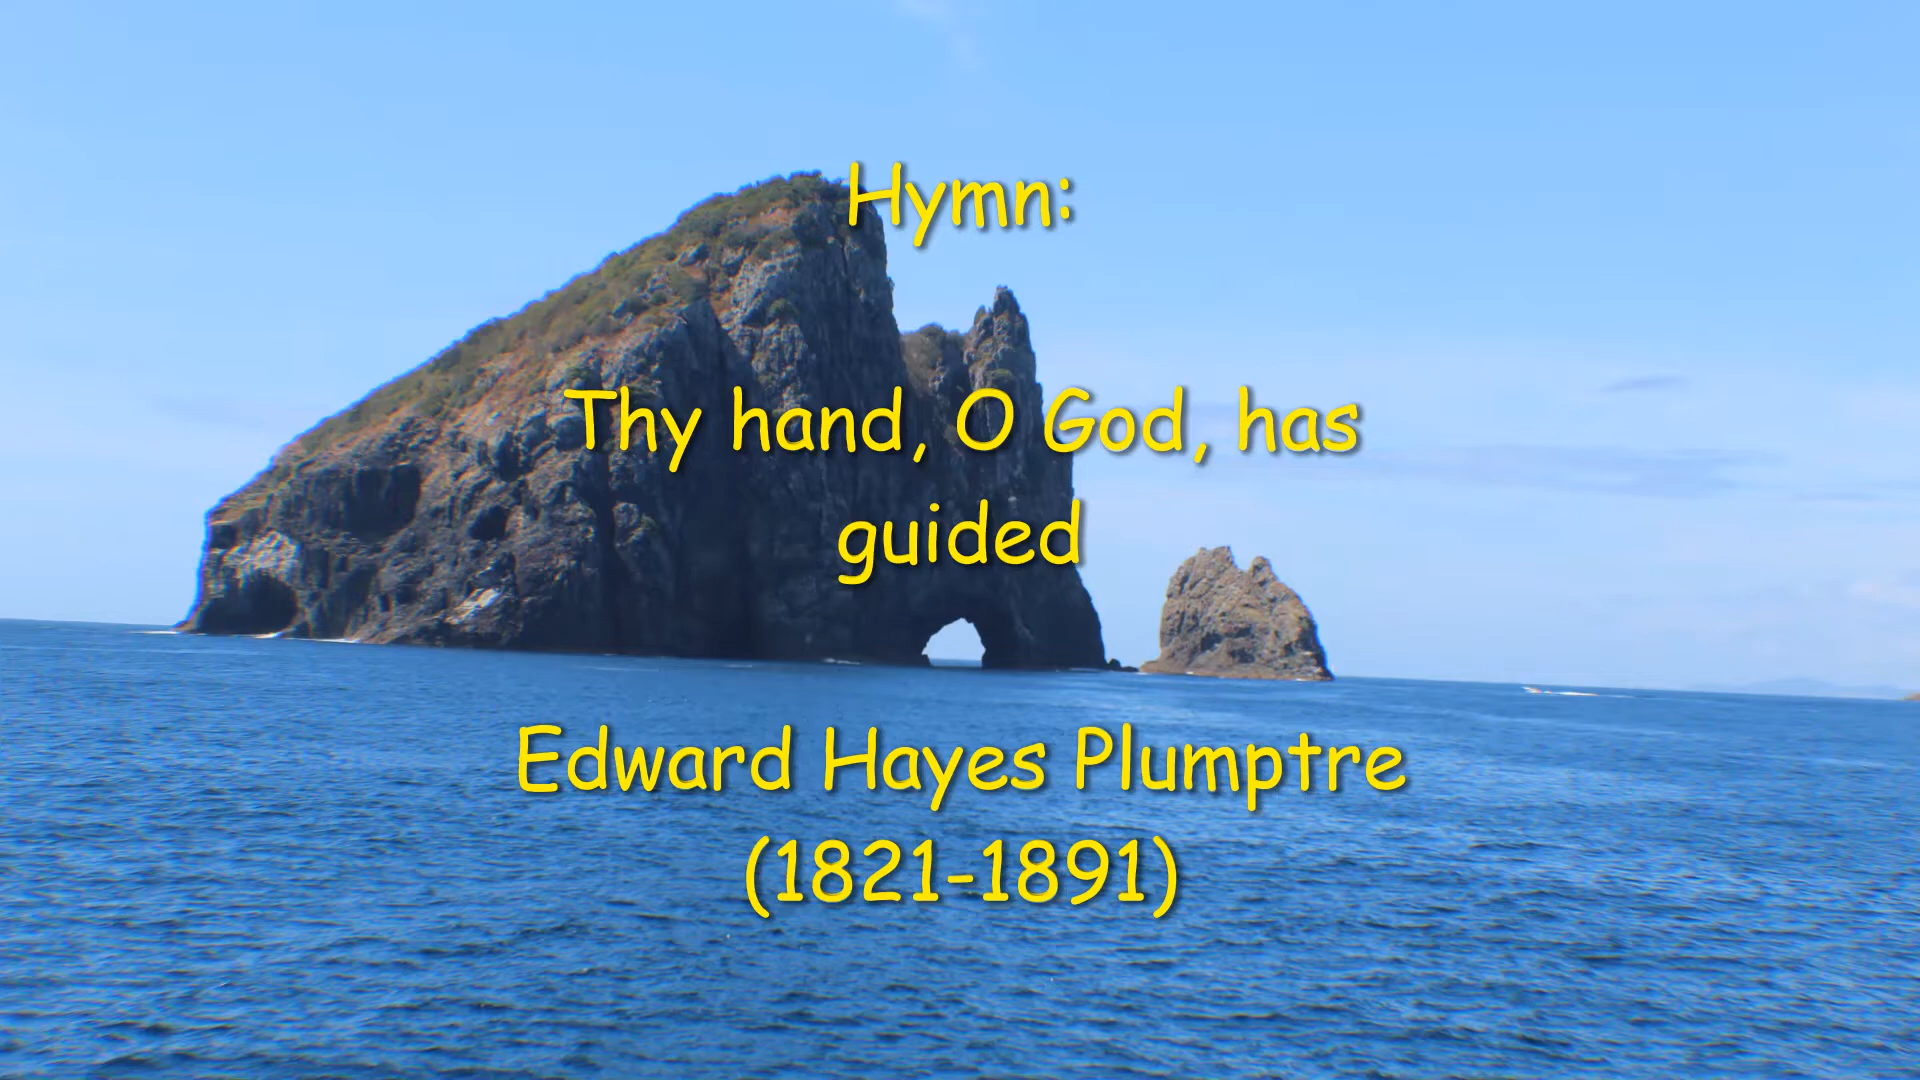 Hymn:
Thy hand, O God, has
guided
Edward Hayes Plumptre
(1821-1891)